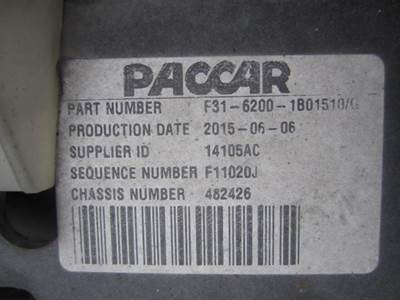 PACCAR
PART NUMBER F31-6200-1B01510/G
PRODUCTION DATE 2015-06-06
SUPPLIER ID 14105AC
SEQUENCE NUMBER F11020J
CHASSIS NUMBER 482426